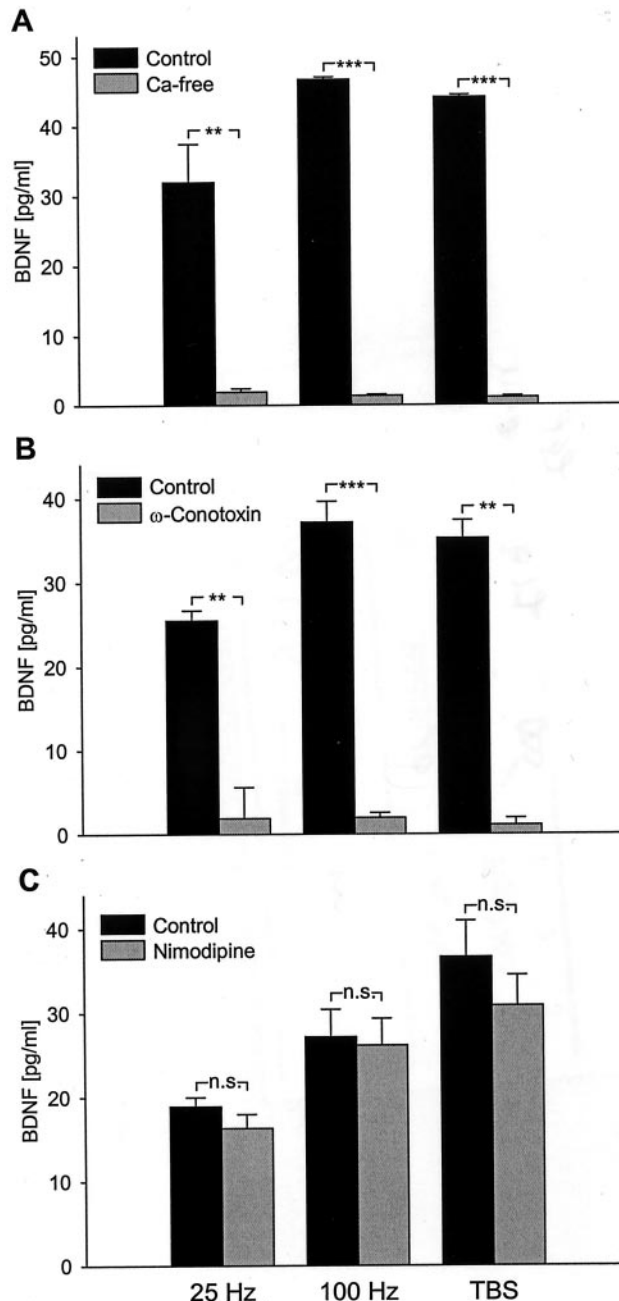 A
BDNF [pg/ml]
50
40
30
20
10
0
Control
Ca-free
**
***
***
B
BDNF [pg/ml]
40
30
20
10
0
Control
ω-Conotoxin
**
***
**
C
BDNF [pg/ml]
40
30
20
10
0
Control
Nimodipine
n.s.
n.s.
n.s.
25 Hz
100 Hz
TBS